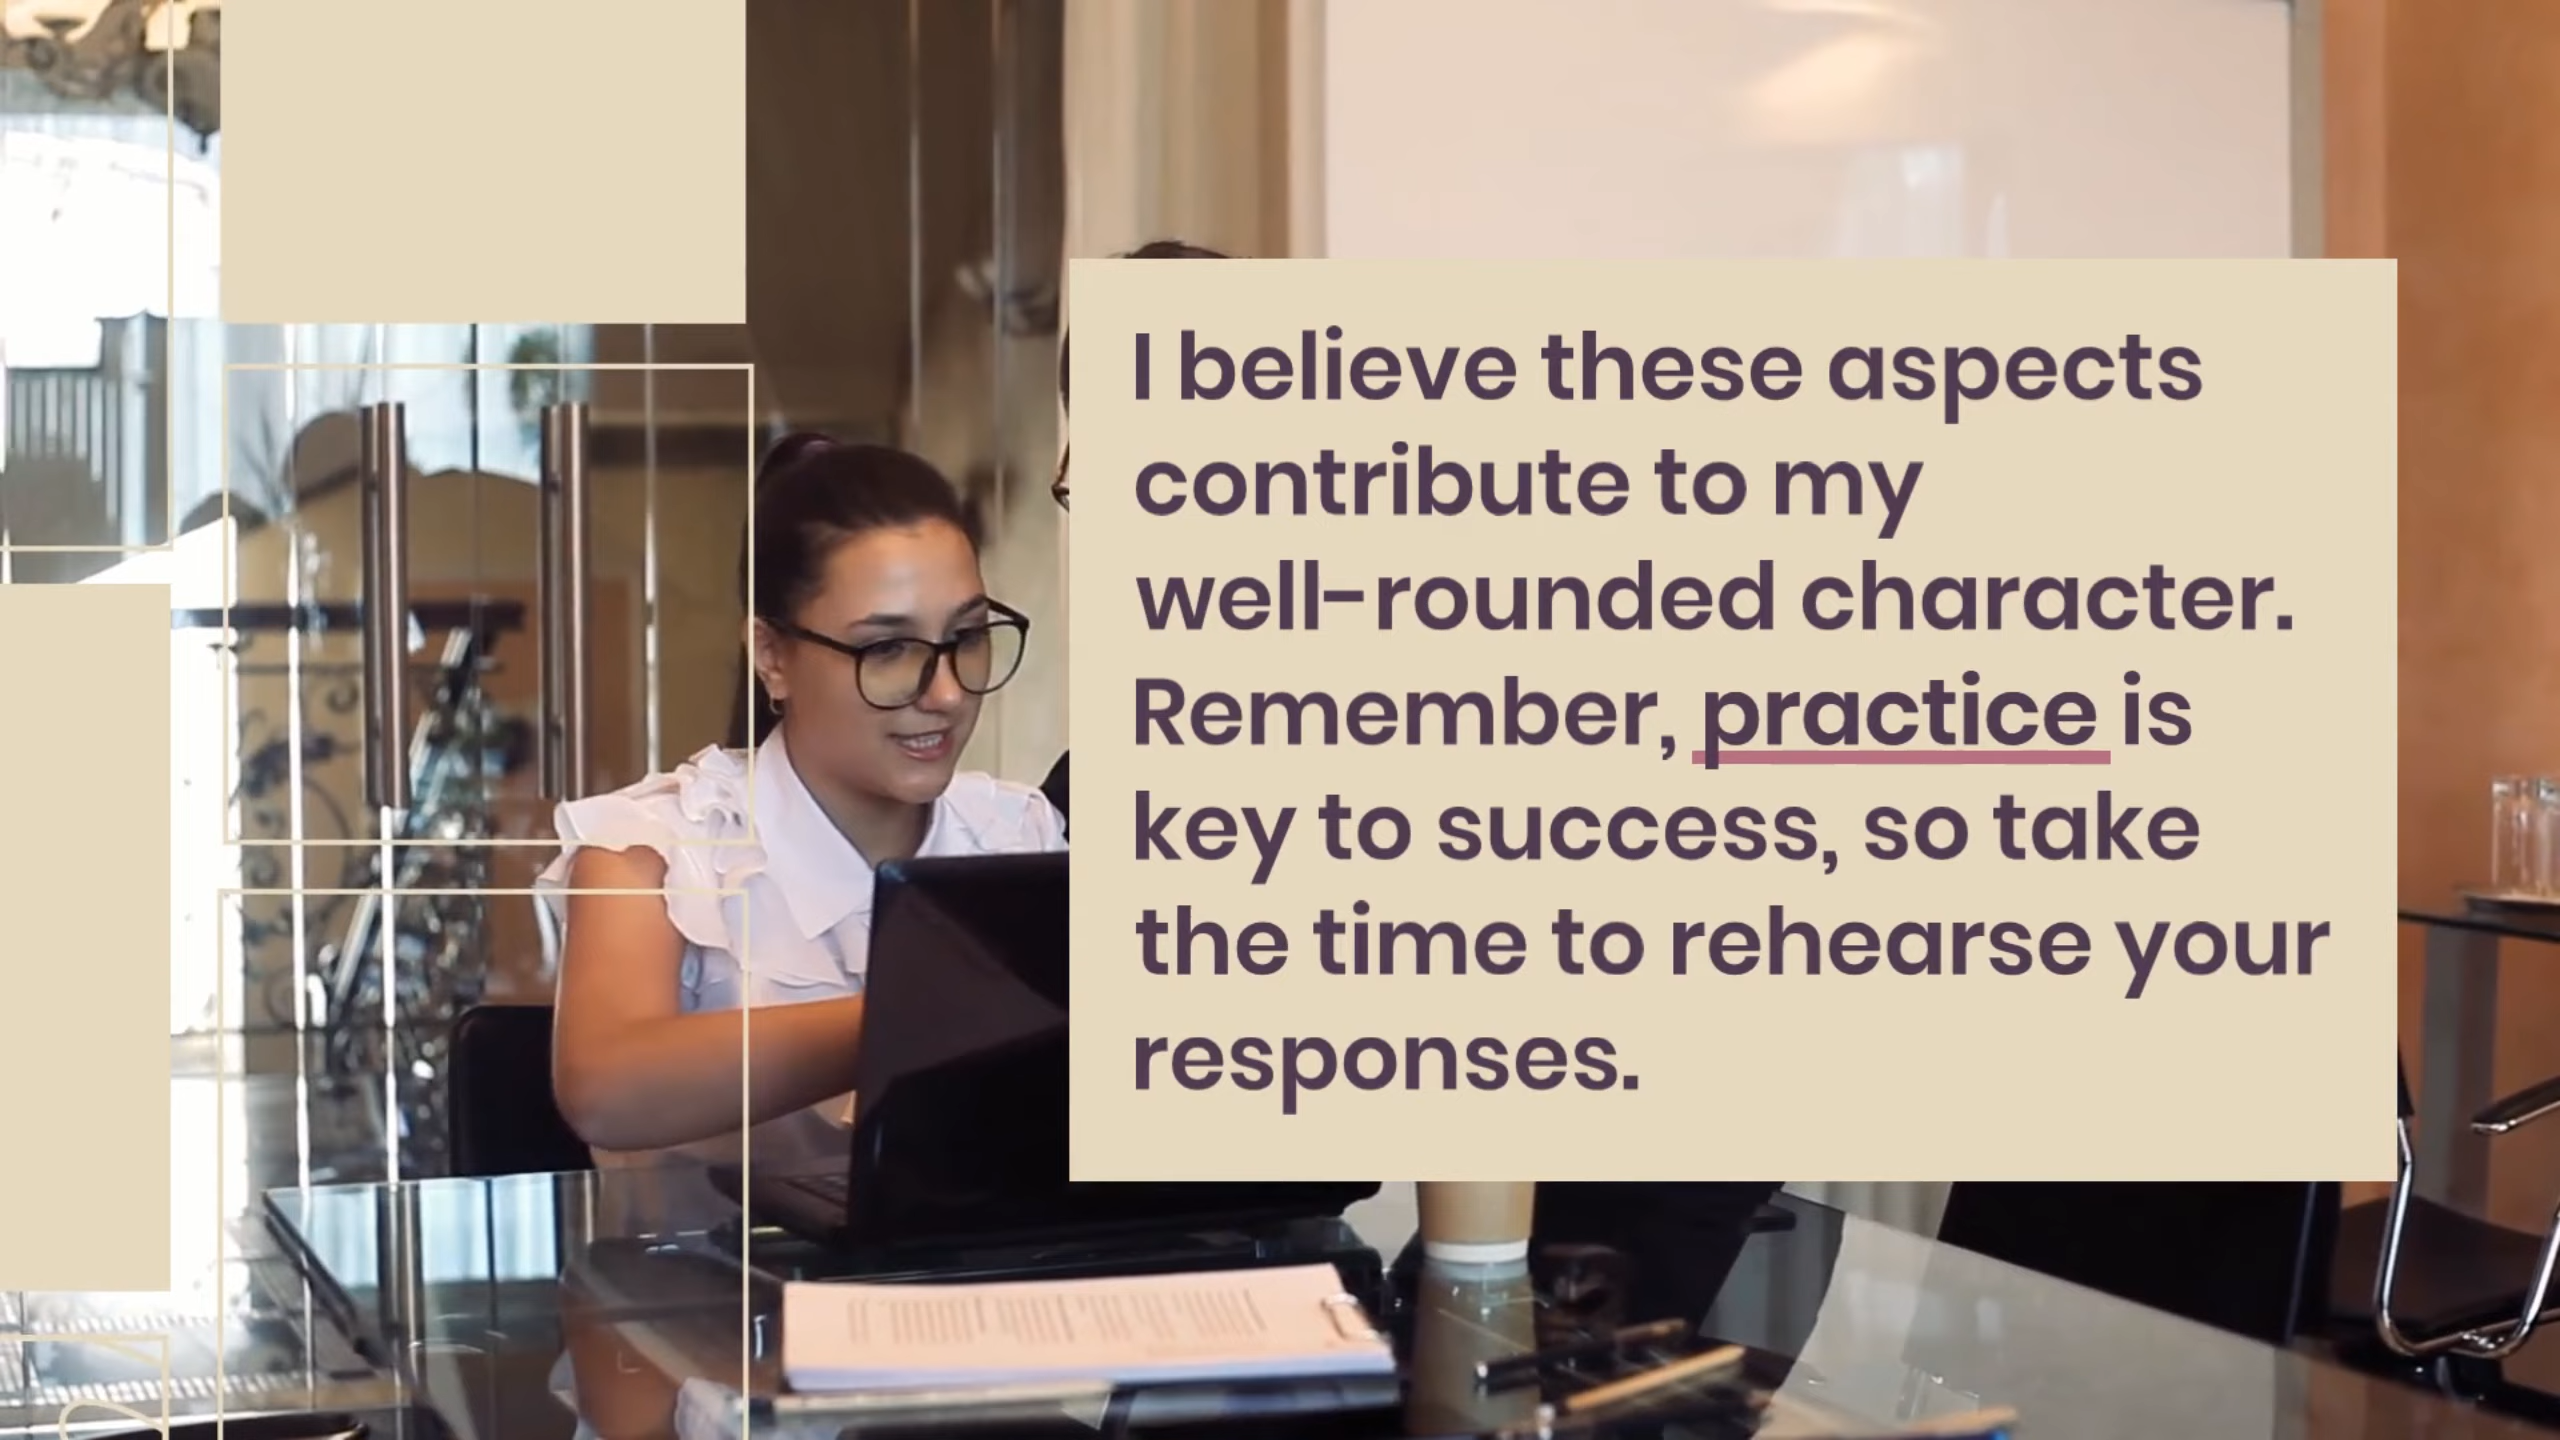 I believe these aspects
contribute to my
well-rounded character.
Remember, practice is
key to success, so take
the time to rehearse your
responses.